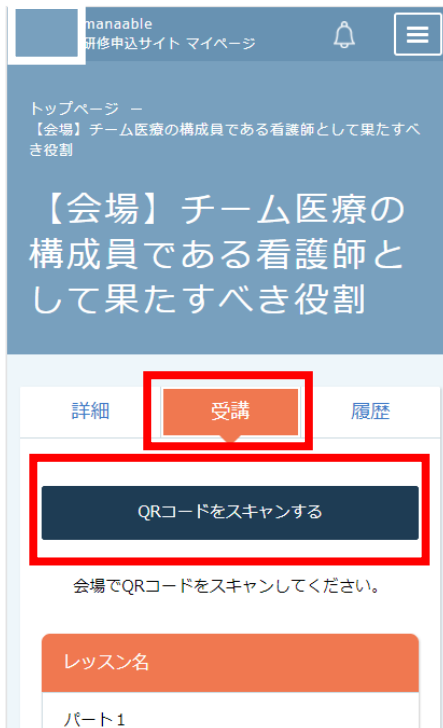 manaable
研修申込サイト マイページ
トップページ －
【会場】チーム医療の構成員である看護師として果たすべ
き役割
【会場】チーム医療の
構成員である看護師と
して果たすべき役割
詳細
受講
履歴
QRコードをスキャンする
会場でQRコードをスキャンしてください。
レッスン名
パート1